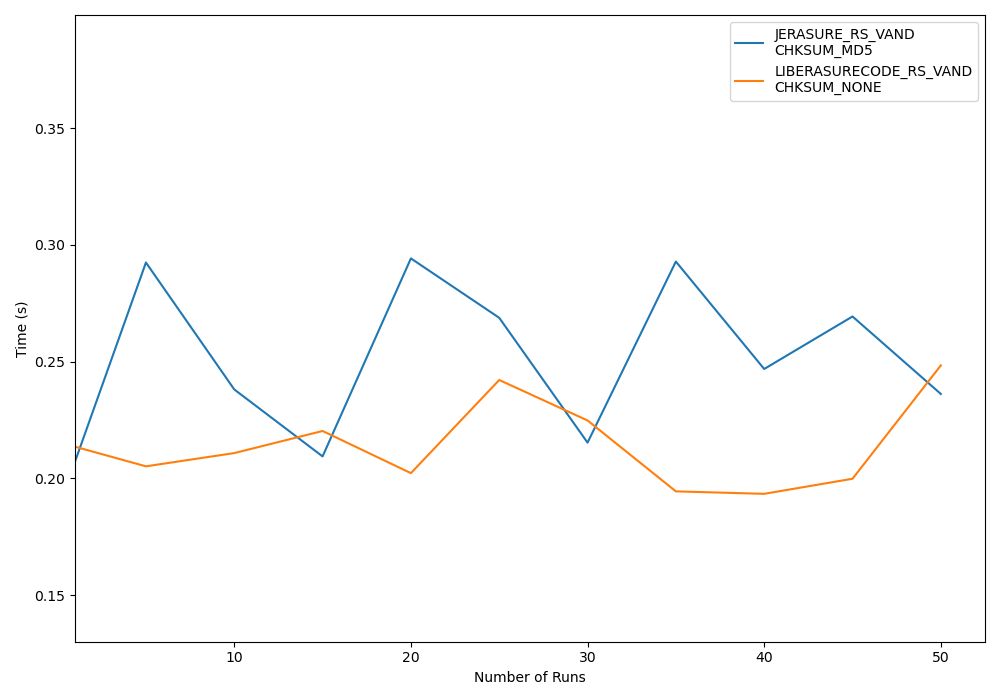 JERASURE_RS_VAND
CHKSUM_MD5
LIBERASURECODE_RS_VAND
CHKSUM_NONE
0.35
0.30
0.25
0.20
0.15
Time (s)
10 20 30 40 50
Number of Runs